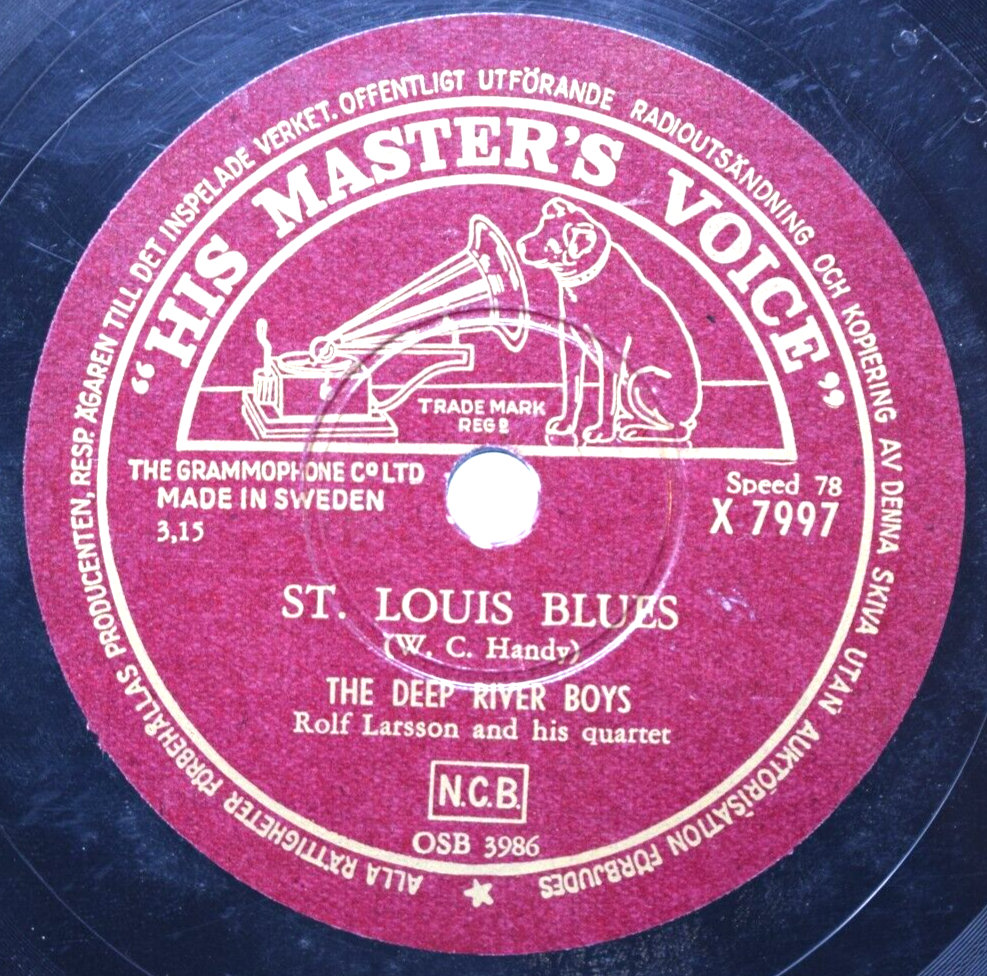 ALLA RÄTTIGHETER FÖRBEHÅLLAS PRODUCENTEN, RESP. ÄGAREN TILL DET INSPELADE VERKET. OFFENTLIGT UTFÖRANDE RADIOUTSÄNDNING OCH KOPIERING AV DENNA SKIVA UTAN AUKTORISATION FÖRBJUDES
“HIS MASTER'S VOICE”
TRADE MARK
REGD
THE GRAMMOPHONE CO LTD
MADE IN SWEDEN
3,15
Speed 78
X 7997
ST. LOUIS BLUES
(W. C. Handy)
THE DEEP RIVER BOYS
Rolf Larsson and his quartet
N.C.B.
OSB 3986